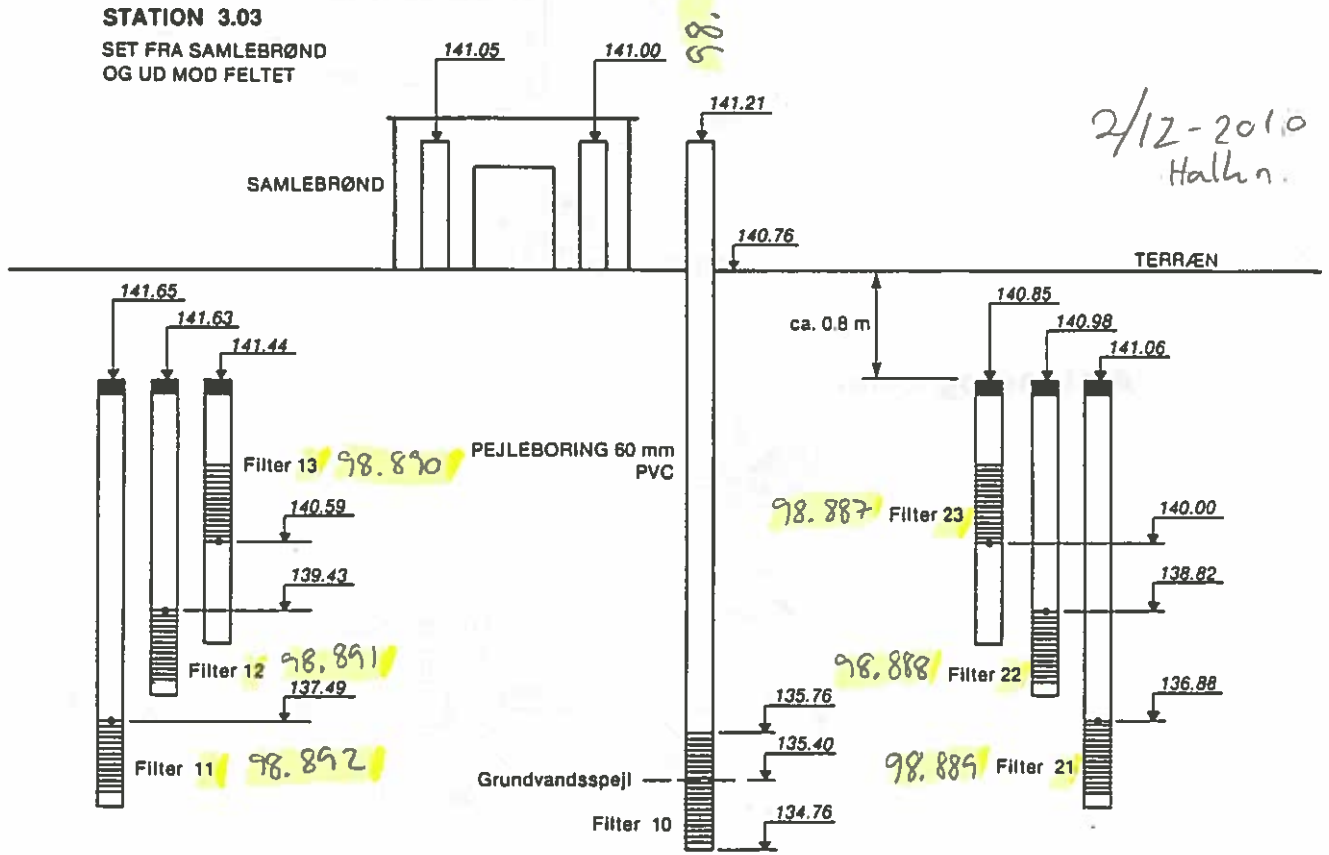 STATION 3.03
SET FRA SAMLEBRØND
OG UD MOD FELTET
141.05
141.00
98.
141.21
2/12-2010
SAMLEBRØND
140.76
TERRÆN
141.65
141.63
141.44
ca. 0.8 m
140.85
140.98
141.06
Filter 13 98.890
PEJLEBORING 60 mm
PVC
140.59
98.887 Filter 23
140.00
139.43
138.82
Filter 12 98.891
98.888 Filter 22
137.49
135.76
136.88
Filter 11 98.892
135.40
Grundvandsspejl
98.889 Filter 21
Filter 10
134.76